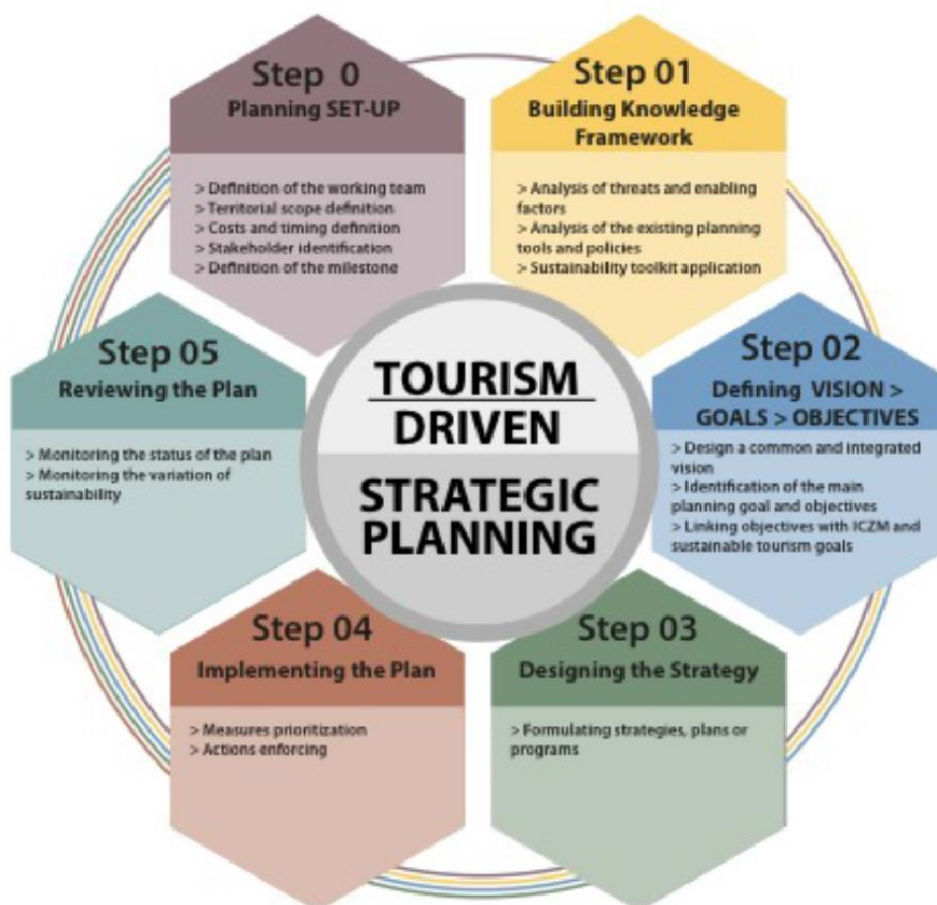 Step 0
Planning SET-UP
> Definition of the working team
> Territorial scope definition
> Costs and timing definition
> Stakeholder identification
> Definition of the milestone
Step 01
Building Knowledge
Framework
> Analysis of threats and enabling
factors
> Analysis of the existing planning
tools and policies
> Sustainability toolkit application
Step 02
Defining VISION >
GOALS > OBJECTIVES
> Design a common and integrated
vision
> Identification of the main
planning goal and objectives
> Linking objectives with ICZM and
sustainable tourism goals
Step 03
Designing the Strategy
> Formulating strategies, plans or
programs
Step 04
Implementing the Plan
> Measures prioritization
> Actions enforcing
Step 05
Reviewing the Plan
> Monitoring the status of the plan
> Monitoring the variation of
sustainability
TOURISM
DRIVEN
STRATEGIC
PLANNING